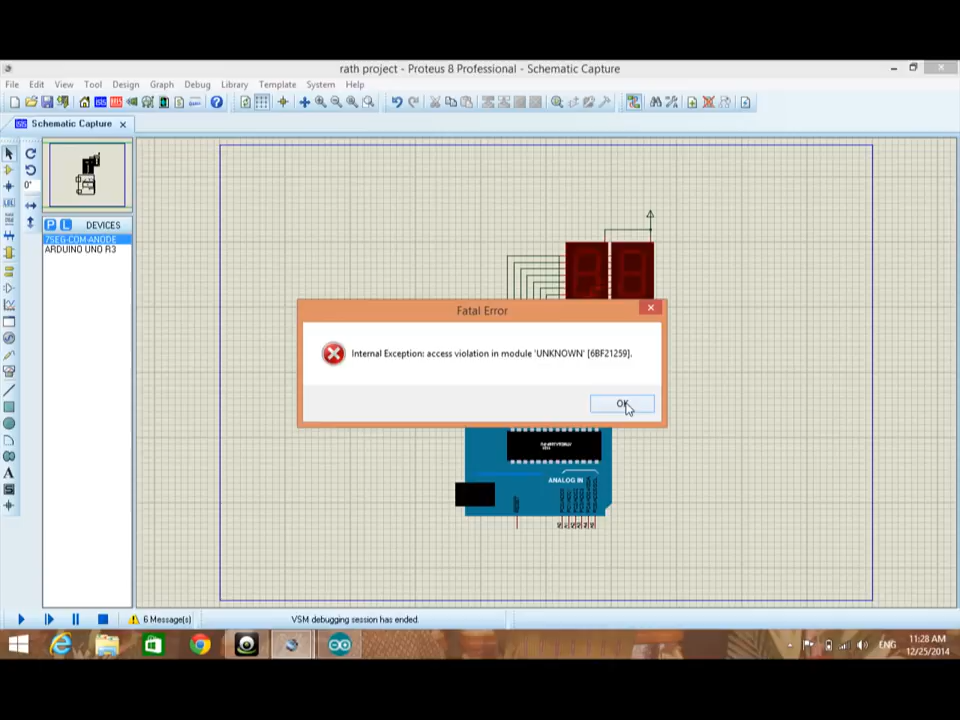 rath project - Proteus 8 Professional - Schematic Capture
File Edit View Tool Design Graph Debug Library Template System Help
Schematic Capture
0°
P L DEVICES
7SEG-COM-ANODE
ARDUINO UNO R3
Fatal Error
Internal Exception: access violation in module 'UNKNOWN' [6BF21259].
OK
ANALOG IN
RESET
6 Message(s)
VSM debugging session has ended.
ENG
11:28 AM
12/25/2014